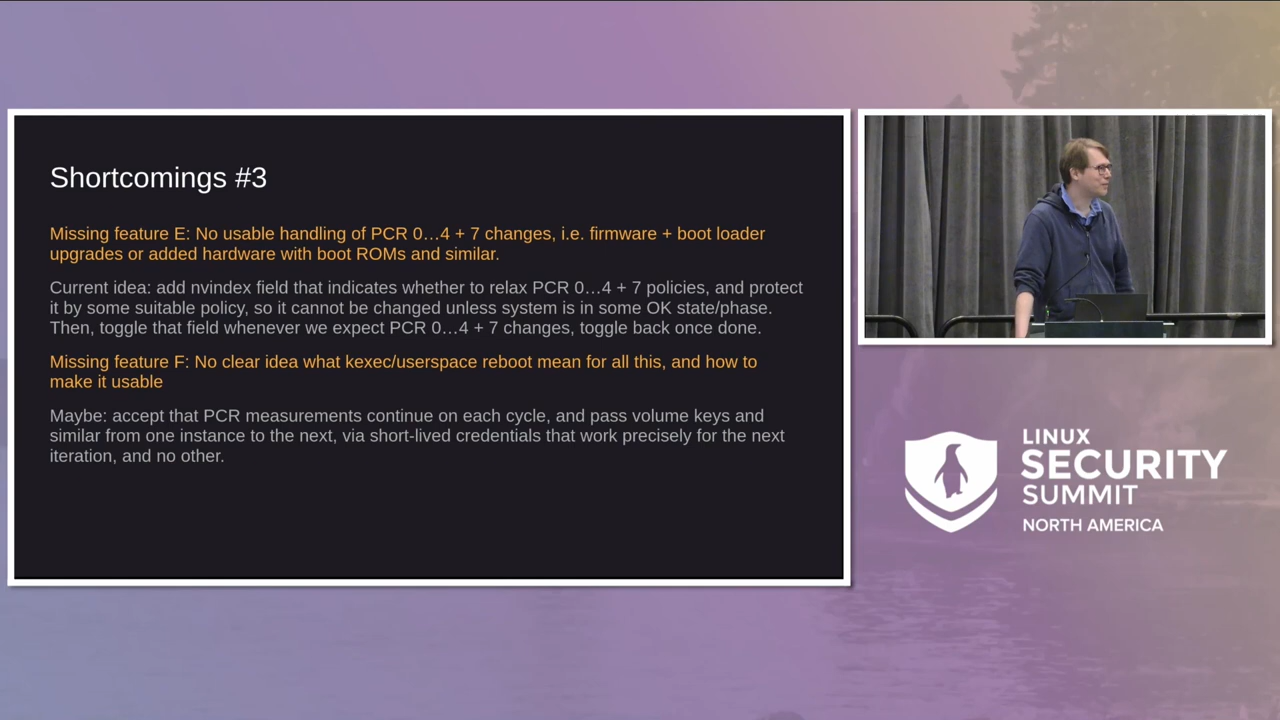 Shortcomings #3
Missing feature E: No usable handling of PCR 0…4 + 7 changes, i.e. firmware + boot loader
upgrades or added hardware with boot ROMs and similar.
Current idea: add nvindex field that indicates whether to relax PCR 0…4 + 7 policies, and protect
it by some suitable policy, so it cannot be changed unless system is in some OK state/phase.
Then, toggle that field whenever we expect PCR 0…4 + 7 changes, toggle back once done.
Missing feature F: No clear idea what kexec/userspace reboot mean for all this, and how to
make it usable
Maybe: accept that PCR measurements continue on each cycle, and pass volume keys and
similar from one instance to the next, via short-lived credentials that work precisely for the next
iteration, and no other.
LINUX
SECURITY
SUMMIT
NORTH AMERICA